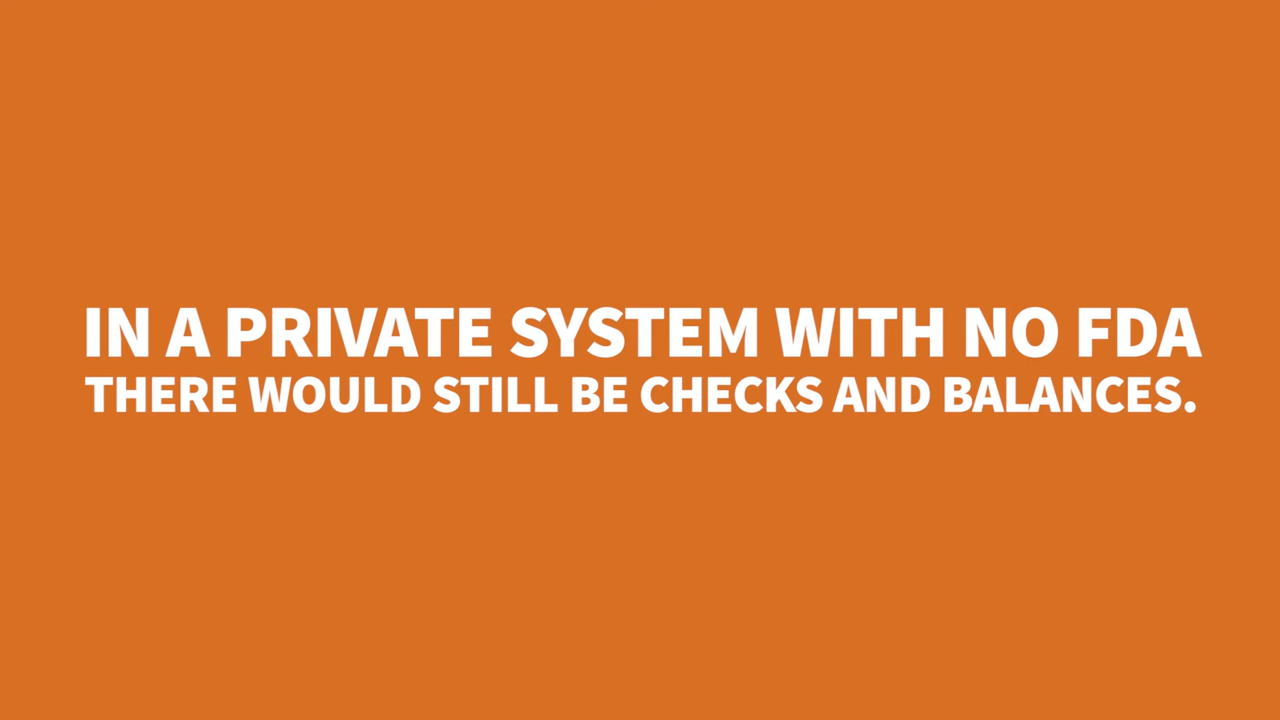 IN A PRIVATE SYSTEM WITH NO FDA
THERE WOULD STILL BE CHECKS AND BALANCES.